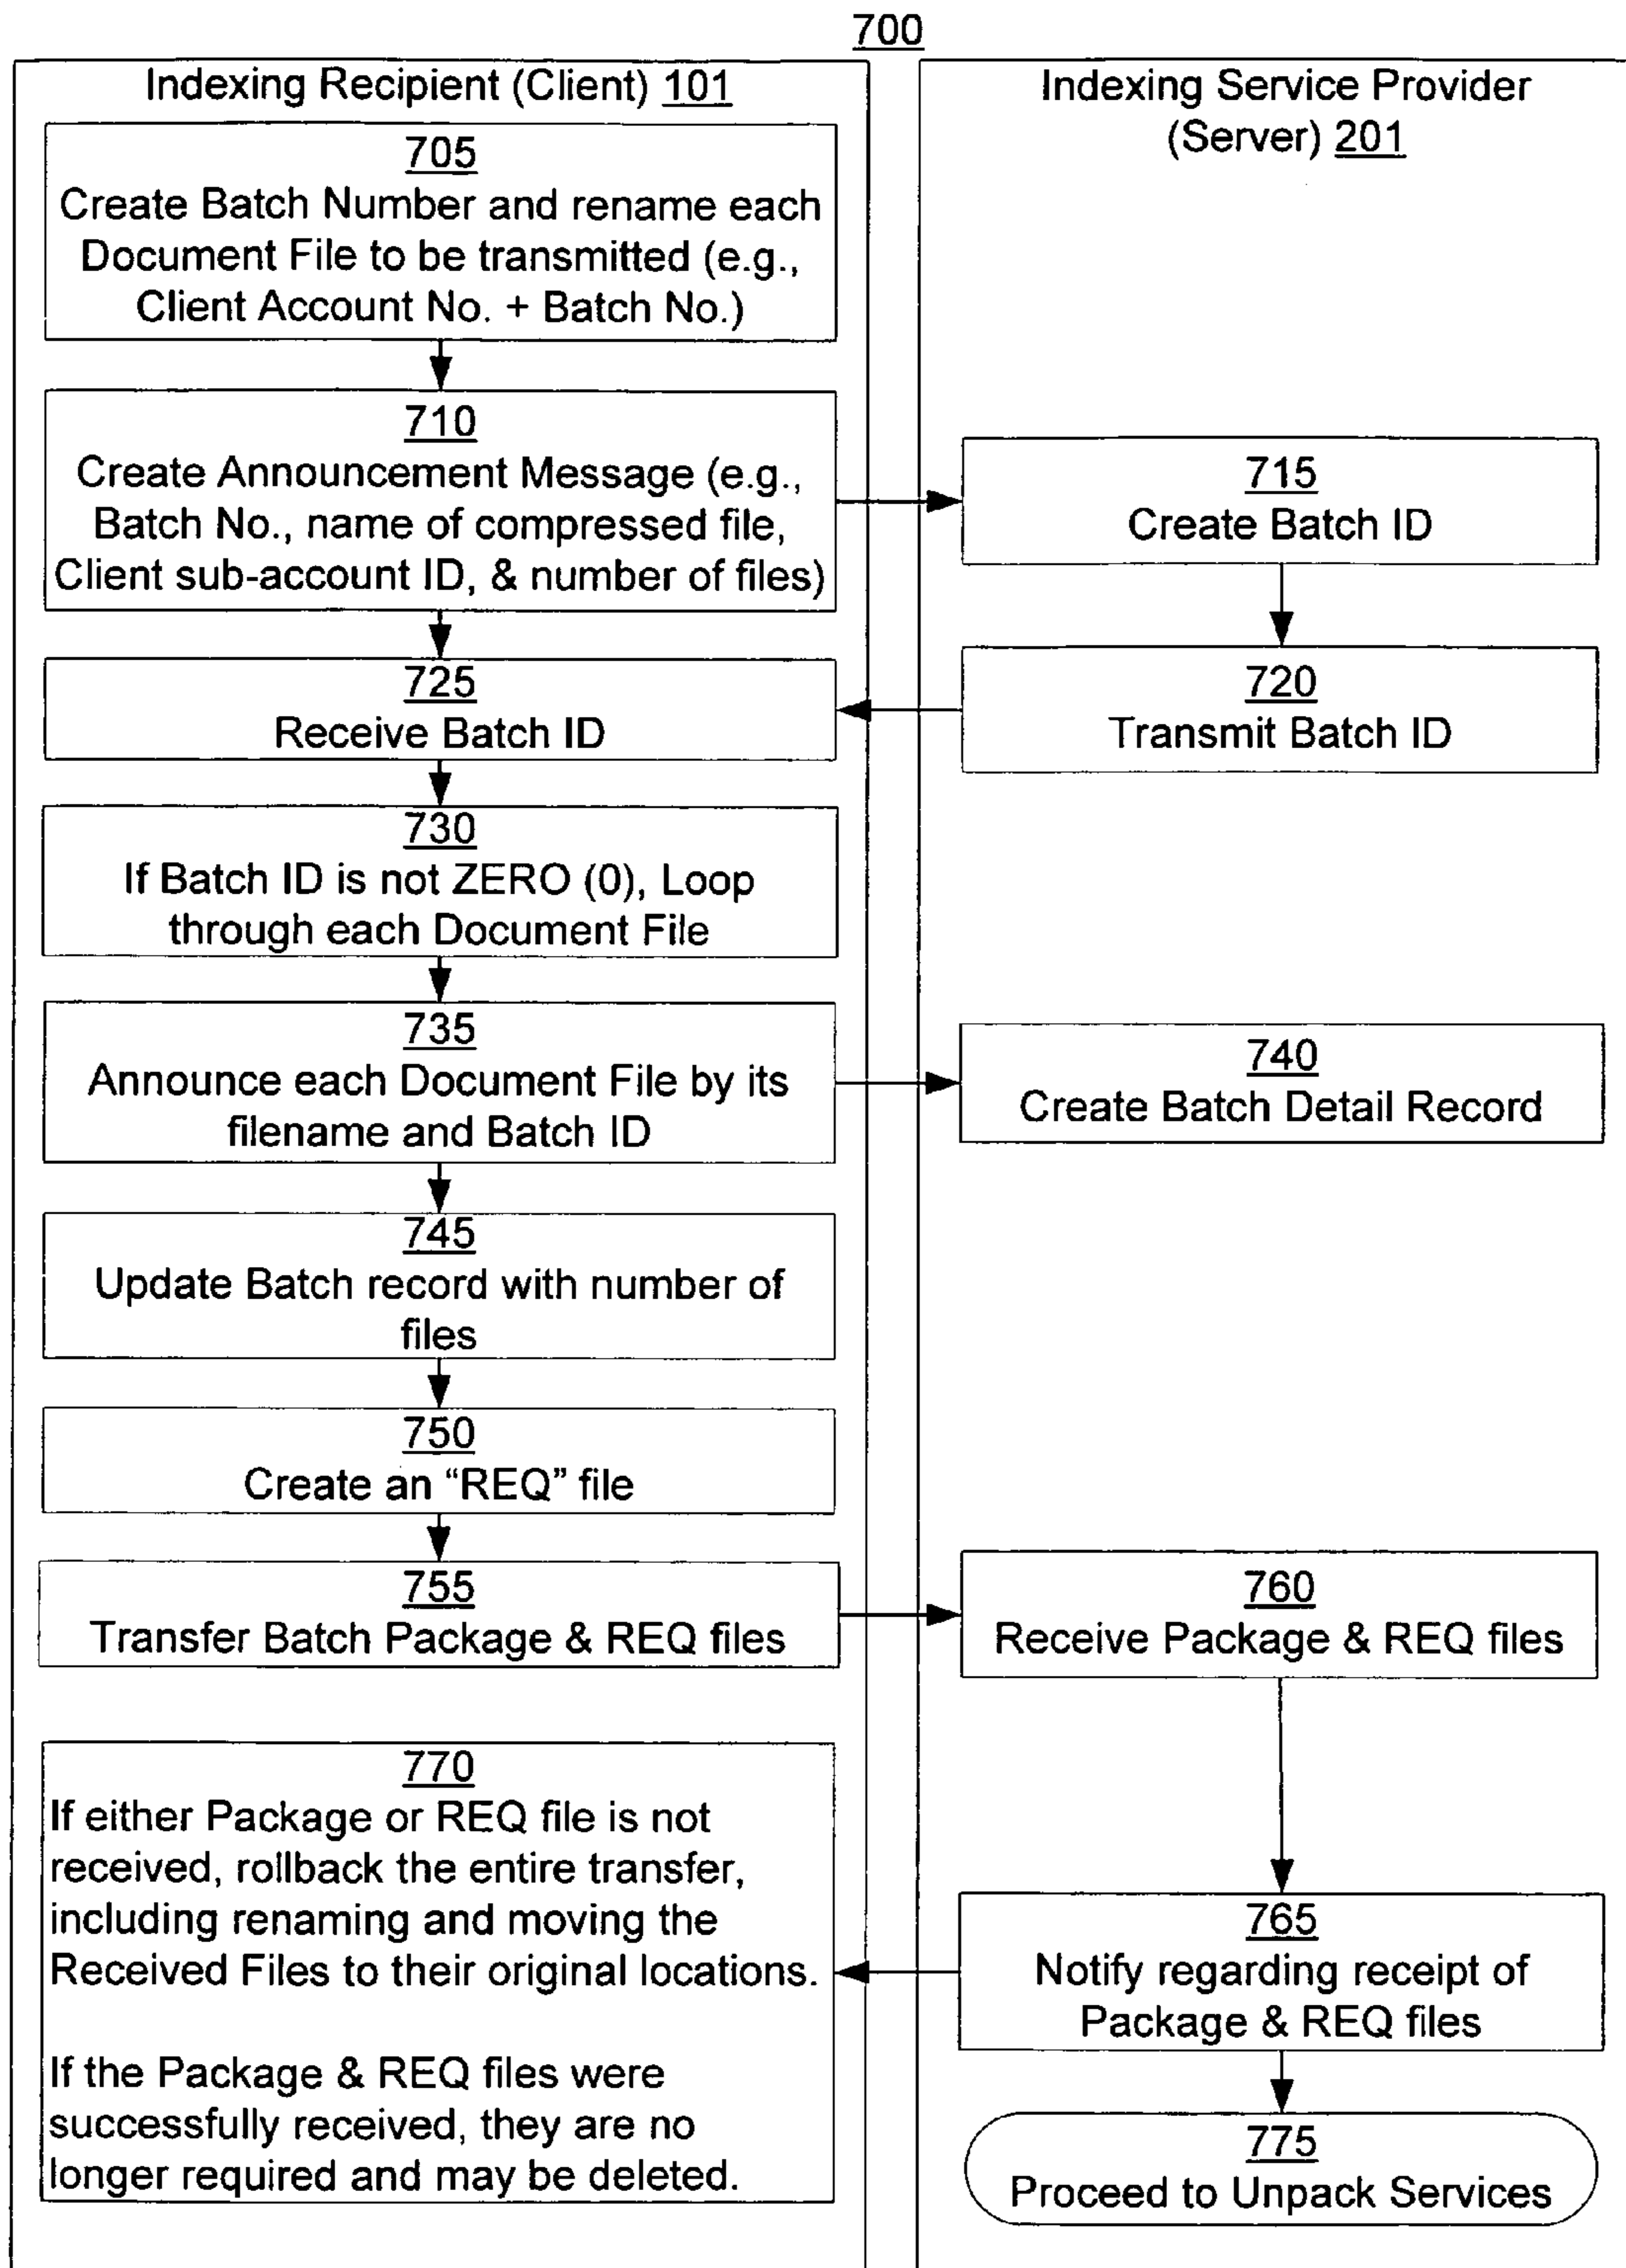 700
Indexing Recipient (Client) 101
705
Create Batch Number and rename each
Document File to be transmitted (e.g.,
Client Account No. + Batch No.)
710
Create Announcement Message (e.g.,
Batch No., name of compressed file,
Client sub-account ID, & number of files)
725
Receive Batch ID
730
If Batch ID is not ZERO (0), Loop
through each Document File
735
Announce each Document File by its
filename and Batch ID
745
Update Batch record with number of
files
750
Create an “REQ” file
755
Transfer Batch Package & REQ files
770
If either Package or REQ file is not
received, rollback the entire transfer,
including renaming and moving the
Received Files to their original locations.
If the Package & REQ files were
successfully received, they are no
longer required and may be deleted.
Indexing Service Provider
(Server) 201
715
Create Batch ID
720
Transmit Batch ID
740
Create Batch Detail Record
760
Receive Package & REQ files
765
Notify regarding receipt of
Package & REQ files
775
Proceed to Unpack Services